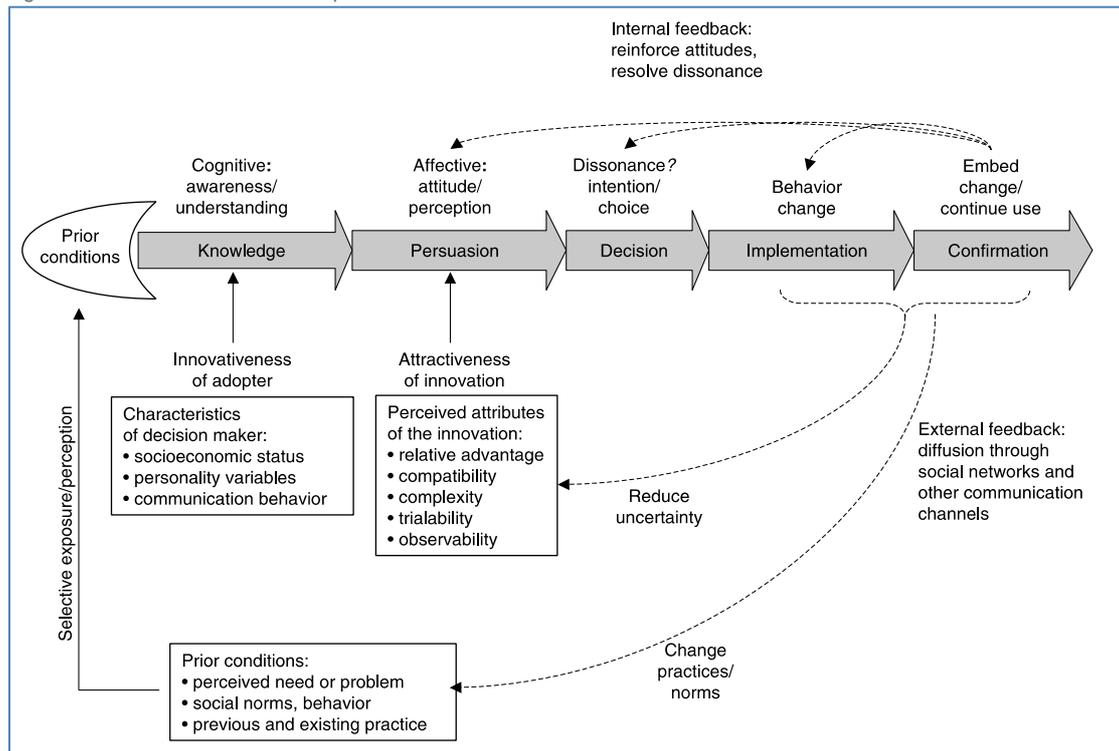 Internal feedback:
reinforce attitudes,
resolve dissonance
Cognitive:
awareness/
understanding
Affective:
attitude/
perception
Dissonance?
intention/
choice
Behavior
change
Embed
change/
continue use
Prior
conditions
Knowledge
Persuasion
Decision
Implementation
Confirmation
Innovativeness
of adopter
Attractiveness
of innovation
Characteristics
of decision maker:
• socioeconomic status
• personality variables
• communication behavior
Perceived attributes
of the innovation:
• relative advantage
• compatibility
• complexity
• trialability
• observability
Reduce
uncertainty
External feedback:
diffusion through
social networks and
other communication
channels
Selective exposure/perception
Prior conditions:
• perceived need or problem
• social norms, behavior
• previous and existing practice
Change
practices/
norms